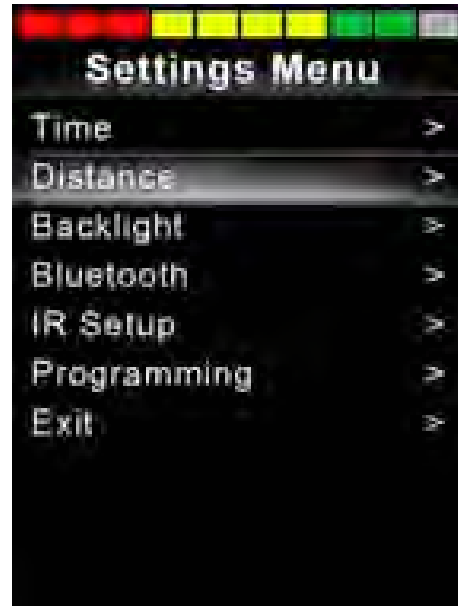 Settings Menu
Time >
Distance >
Backlight >
Bluetooth >
IR Setup >
Programming >
Exit >